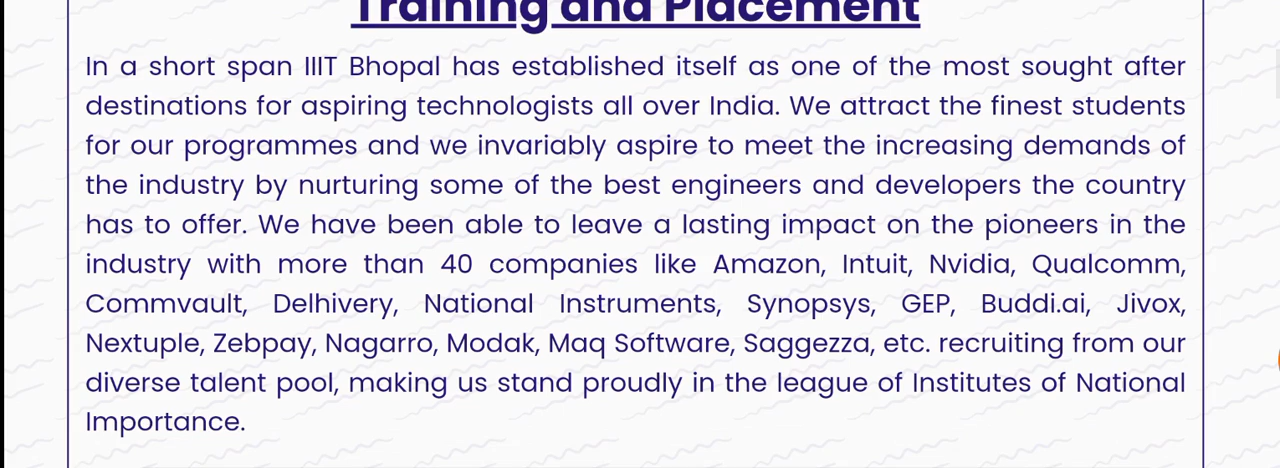 Training and Placement
In a short span IIIT Bhopal has established itself as one of the most sought after
destinations for aspiring technologists all over India. We attract the finest students
for our programmes and we invariably aspire to meet the increasing demands of
the industry by nurturing some of the best engineers and developers the country
has to offer. We have been able to leave a lasting impact on the pioneers in the
industry with more than 40 companies like Amazon, Intuit, Nvidia, Qualcomm,
Commvault, Delhivery, National Instruments, Synopsys, GEP, Buddi.ai, Jivox,
Nextuple, Zebpay, Nagarro, Modak, Maq Software, Saggezza, etc. recruiting from our
diverse talent pool, making us stand proudly in the league of Institutes of National
Importance.